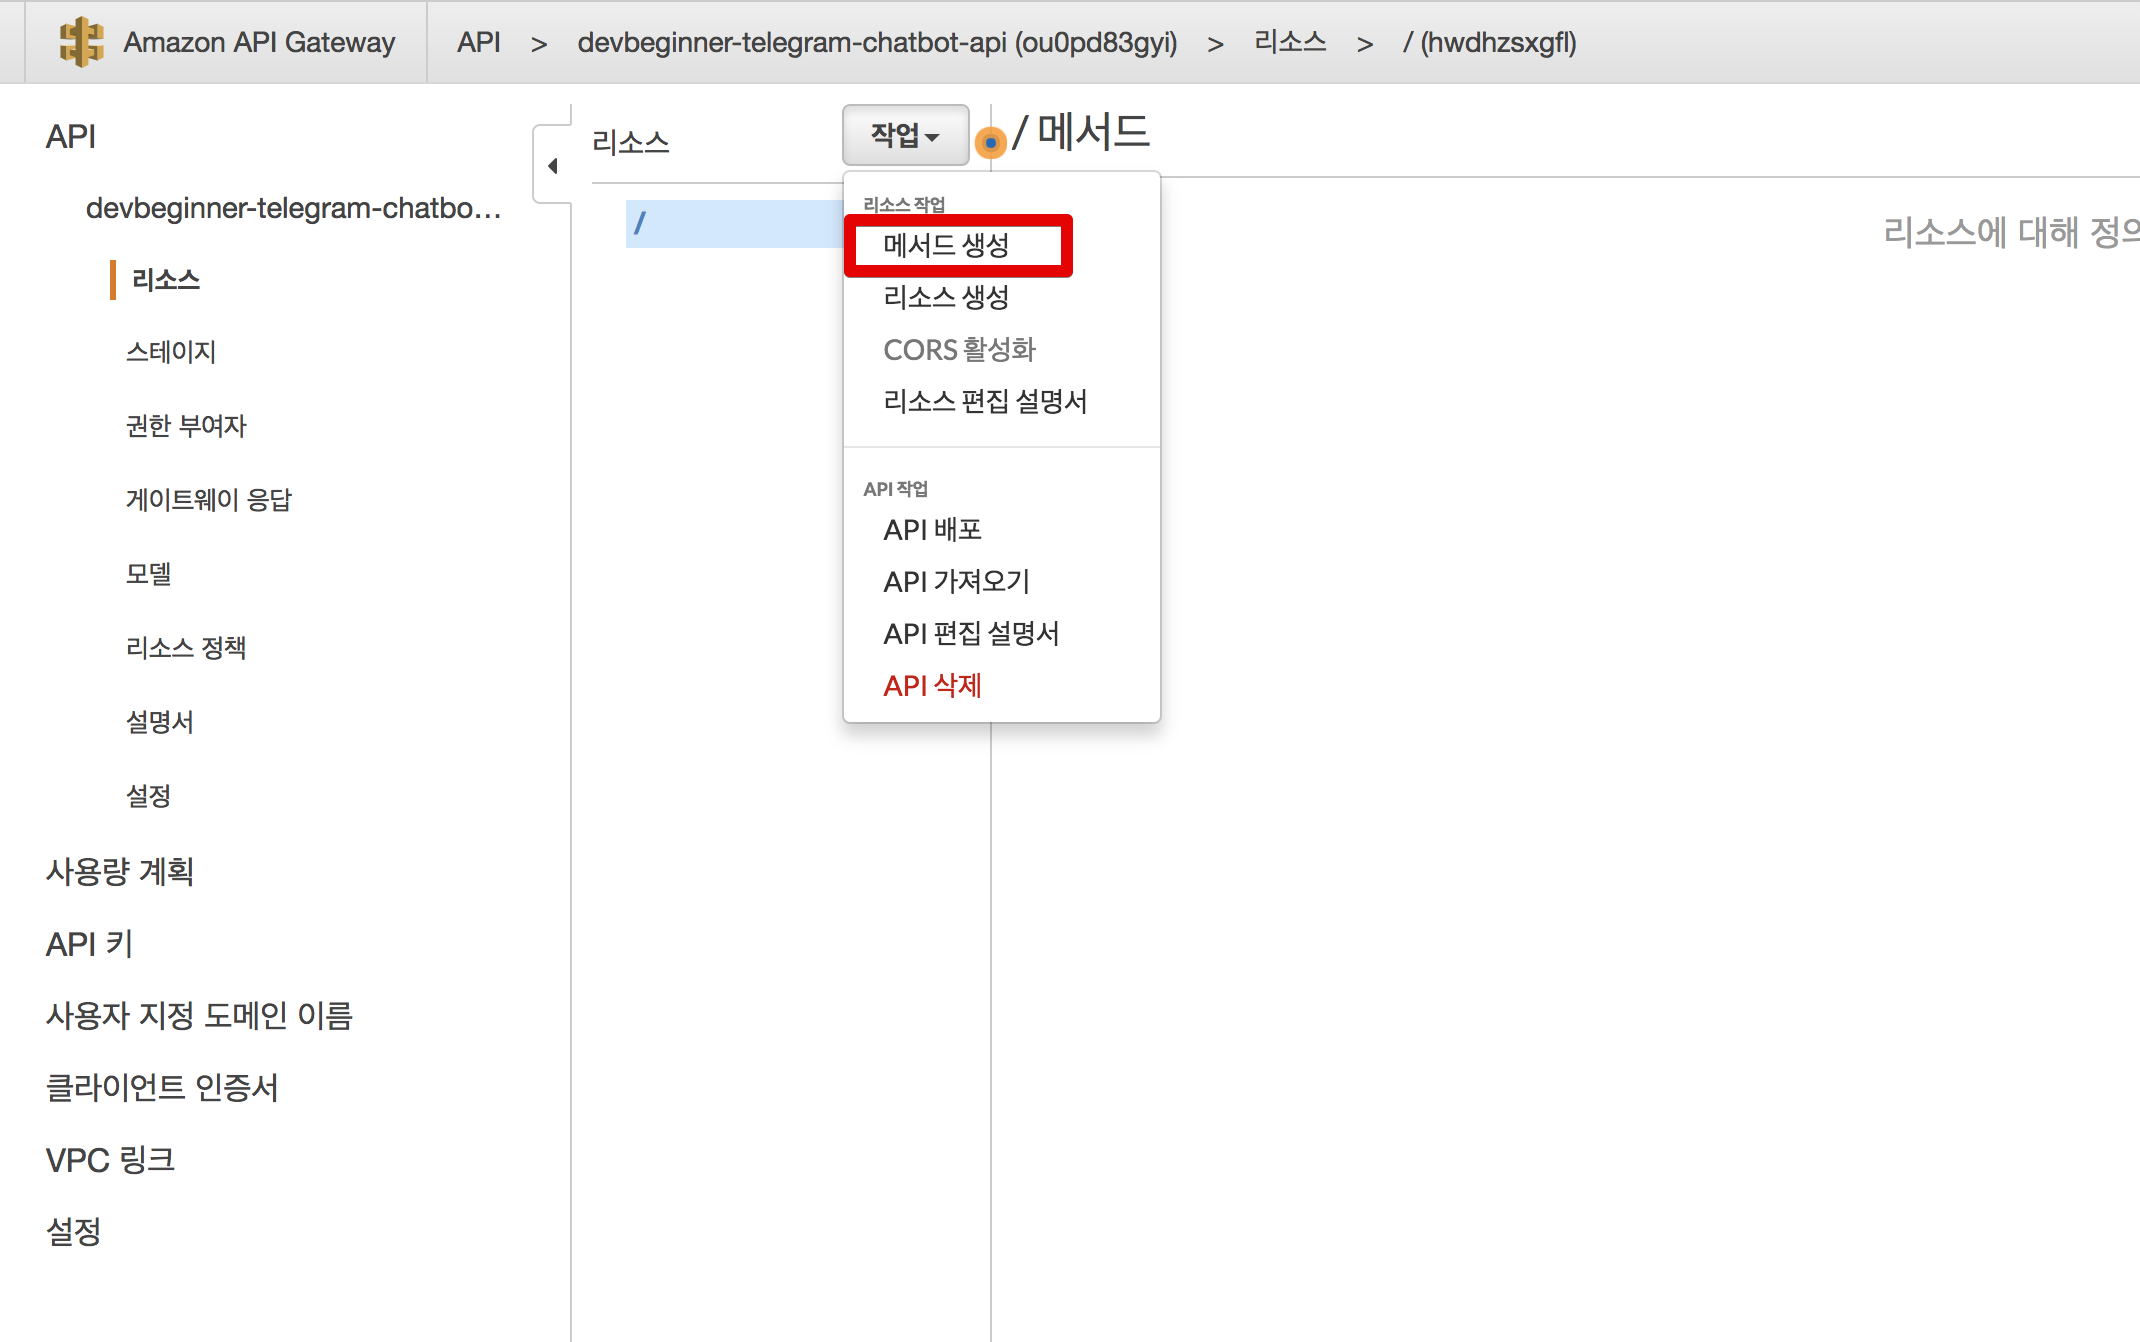 Amazon API Gateway
API > devbeginner-telegram-chatbot-api (ou0pd83gyi) > 리소스 > / (hwdhzsxgfl)
API
devbeginner-telegram-chatbo...
리소스
스테이지
권한 부여자
게이트웨이 응답
모델
리소스 정책
설명서
설정
사용량 계획
API 키
사용자 지정 도메인 이름
클라이언트 인증서
VPC 링크
설정
리소스
작업
/
리소스 작업
메서드 생성
리소스 생성
CORS 활성화
리소스 편집 설명서
API 작업
API 배포
API 가져오기
API 편집 설명서
API 삭제
/ 메서드
리소스에 대해 정의